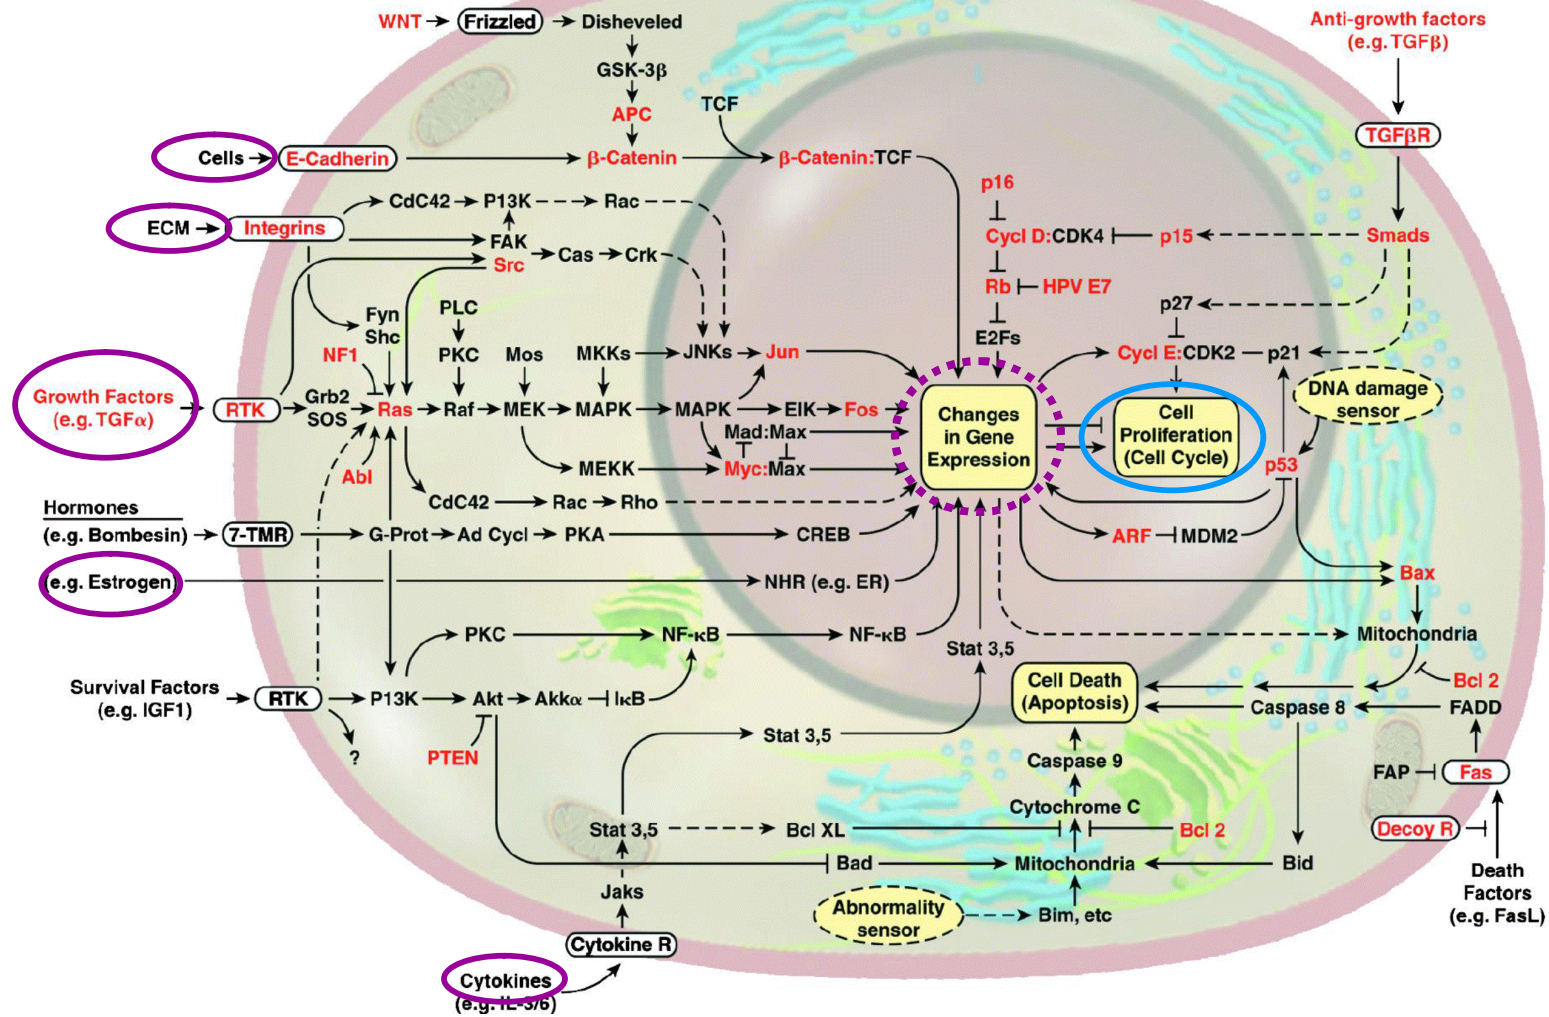 WNT
Frizzled
Disheveled
Anti-growth factors
(e.g. TGFβ)
GSK-3β
TCF
APC
TGFβR
Cells
E-Cadherin
β-Catenin
β-Catenin:TCF
p16
CdC42
P13K
Rac
ECM
Integrins
FAK
Src
Cas
Crk
Cycl D:CDK4
p15
Smads
Rb
HPV E7
PLC
Fyn
Shc
p27
E2Fs
NF1
PKC
Mos
MKKs
JNKs
Jun
Cycl E:CDK2
p21
DNA damage
sensor
Growth Factors
(e.g. TGFα)
RTK
Grb2
SOS
Ras
Raf
MEK
MAPK
MAPK
ElK
Fos
Changes
in Gene
Expression
Cell
Proliferation
(Cell Cycle)
Mad:Max
Abl
MEKK
Myc:Max
p53
CdC42
Rac
Rho
Hormones
(e.g. Bombesin)
7-TMR
G-Prot
Ad Cycl
PKA
CREB
ARF
MDM2
(e.g. Estrogen)
NHR (e.g. ER)
Bax
PKC
NF-κB
NF-κB
Stat 3,5
Mitochondria
Survival Factors
(e.g. IGF1)
RTK
P13K
Akt
Akkα
IκB
Cell Death
(Apoptosis)
Bcl 2
Caspase 8
FADD
?
PTEN
Stat 3,5
Caspase 9
FAP
Fas
Cytochrome C
Stat 3,5
Bcl XL
Bcl 2
Decoy R
Bad
Mitochondria
Bid
Death
Factors
(e.g. FasL)
Jaks
Abnormality
sensor
Bim, etc
Cytokine R
Cytokines
(e.g. IL-3/6)